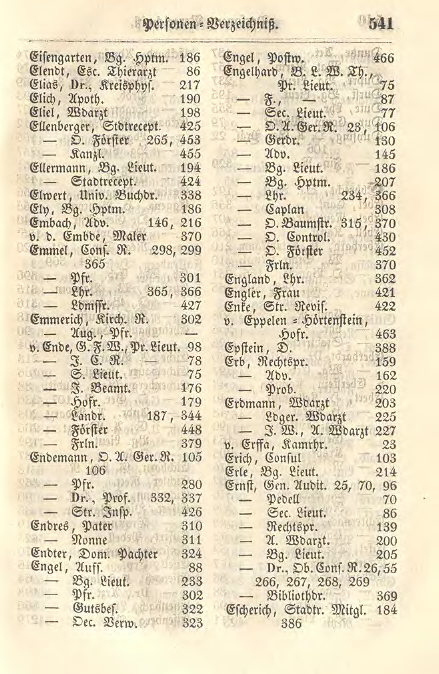 Personen-Verzeichniß. 541
Eisengarten, Bg. Hptm. 186
Elendt, Esc. Thierarzt 86
Elias, Dr., Kreisphys. 217
Elich, Apoth. 190
Eliel, Wdarzt 198
Ellenberger, Stdtrecept. 425
— O. Förster 265, 453
— Kanzl. 455
Ellermann, Bg. Lieut. 194
— Stadtrecept. 424
Elwert, Univ. Buchdr. 338
Ely, Bg. Hptm. 186
Embach, Adv. 146, 216
v. d. Embde, Maler 370
Emmel, Cons. R. 298, 299
365
— Pfr. 301
— Lhr. 365, 366
— Ldmssr. 427
Emmerich, Kirch. R. 302
— Aug., Pfr. —
v. Ende, G. F. W., Pr. Lieut. 98
— J. C. R. — 78
— S. Lieut. 75
— J. Beamt. 176
— Hofr. 179
— Landr. 187, 344
— Förster 448
— Frln. 379
Endemann, O. A. Ger. R. 105
106
— Pfr. 280
— Dr., Prof. 332, 337
— Str. Insp. 426
Endres, Pater 310
— Nonne 311
Endter, Dom. Pachter 324
Engel, Auff. 88
— Bg. Lieut. 233
— Pfr. 302
— Gutsbes. 322
— Oec. Verw. 323
Engel, Postw. 466
Engelhard, B. L. W. Th.,
Pr. Lieut. 75
— F., — 87
— Sec. Lieut. 77
— O. A. Ger. R. 23, 106
— Gerdr. 130
— Adv. 145
— Bg. Lieut. 186
— Bg. Hptm. 207
— Lhr. 234, 366
— Caplan 308
— O. Baumstr. 315, 370
— O. Control. 430
— O. Förster 452
— Frln. 370
England, Lhr. 362
Engler, Frau 421
Enke, Str. Revis. 422
v. Eppelen-Hörtenstein,
Hofr. 463
Epstein, D. 388
Erb, Rechtspr. 159
— Adv. 162
— Prob. 220
Erdmann, Wdarzt 203
— Ldger. Wdarzt 225
— J. W., A. Wdarzt 227
v. Erffa, Kamrhr. 23
Erich, Consul 103
Erle, Bg. Lieut. 214
Ernst, Gen. Audit. 25, 70, 96
— Pedell 70
— Sec. Lieut. 86
— Rechtspr. 139
— A. Wdarzt. 200
— Bg. Lieut. 205
— Dr., Ob. Cons. R. 26, 55
266, 267, 268, 269
— Bibliothdr. 369
Escherich, Stadtr. Mitgl. 184
386